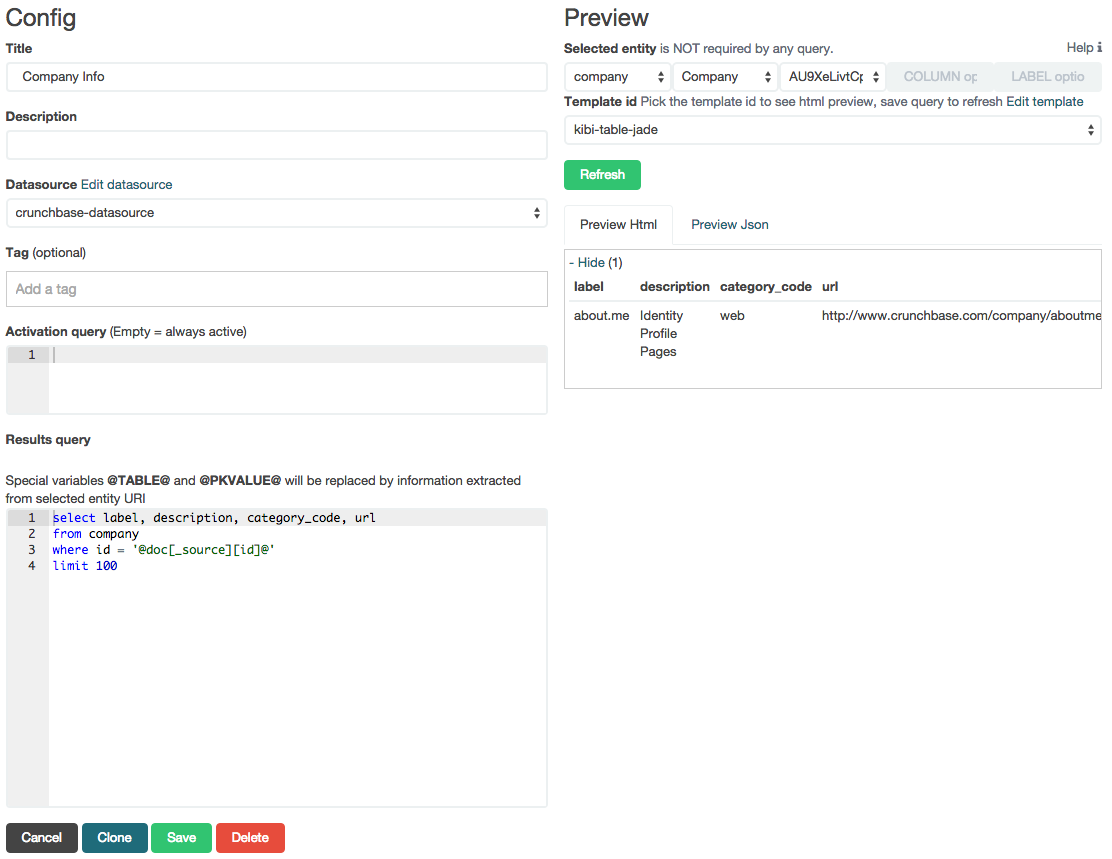 Config
Title
Company Info
Description
Datasource Edit datasource
crunchbase-datasource
Tag (optional)
Add a tag
Activation query (Empty = always active)
1
Results query
Special variables @TABLE@ and @PKVALUE@ will be replaced by information extracted
from selected entity URI
1 select label, description, category_code, url
2 from company
3 where id = '@doc[_source][id]@'
4 limit 100
Cancel Clone Save Delete
Preview
Selected entity is NOT required by any query. Help i
company Company AU9XeLivtCp COLUMN op LABEL optio
Template id Pick the template id to see html preview, save query to refresh Edit template
kibi-table-jade
Refresh
Preview Html Preview Json
- Hide (1)
label description category_code url
about.me Identity web http://www.crunchbase.com/company/aboutme
Profile
Pages